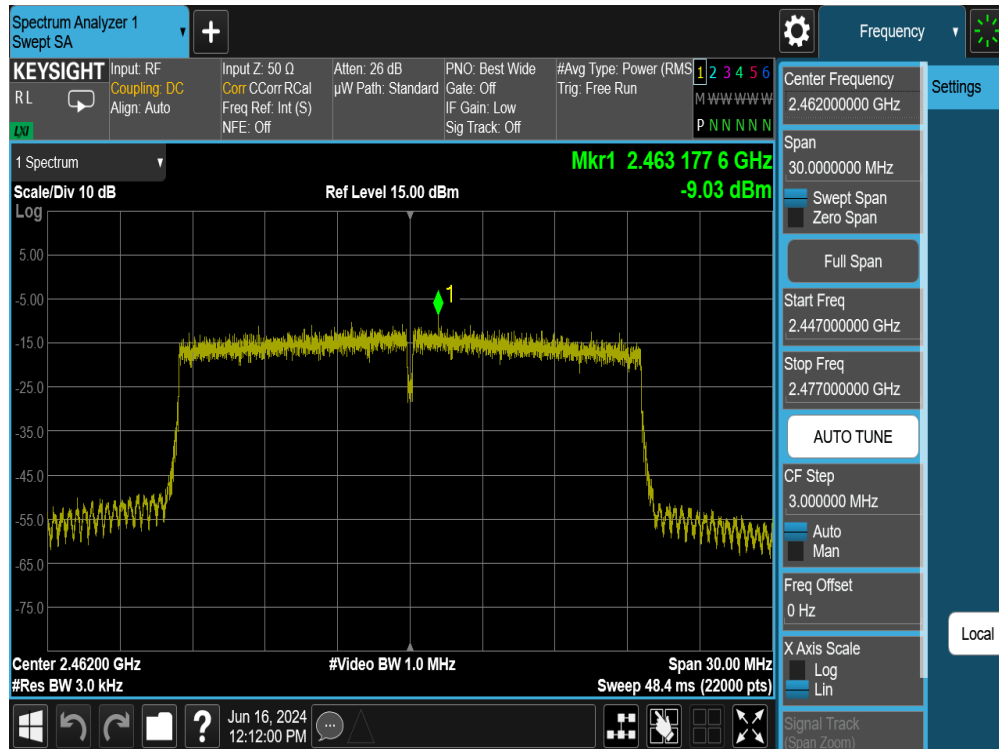 Spectrum Analyzer 1
Swept SA
+
Frequency
KEYSIGHT
RL
LXI
Input: RF
Coupling: DC
Align: Auto
Input Z: 50 Ω
Corr CCorr RCal
Freq Ref: Int (S)
NFE: Off
Atten: 26 dB
µW Path: Standard
PNO: Best Wide
Gate: Off
IF Gain: Low
Sig Track: Off
#Avg Type: Power (RMS
Trig: Free Run
1 2 3 4 5 6
M W W W W W
P N N N N N
1 Spectrum
Scale/Div 10 dB
Log
Ref Level 15.00 dBm
Mkr1 2.463 177 6 GHz
-9.03 dBm
1
5.00
-5.00
-15.0
-25.0
-35.0
-45.0
-55.0
-65.0
-75.0
Center 2.46200 GHz
#Res BW 3.0 kHz
#Video BW 1.0 MHz
Span 30.00 MHz
Sweep 48.4 ms (22000 pts)
Center Frequency
2.462000000 GHz
Span
30.0000000 MHz
Swept Span
Zero Span
Full Span
Start Freq
2.447000000 GHz
Stop Freq
2.477000000 GHz
AUTO TUNE
CF Step
3.000000 MHz
Auto
Man
Freq Offset
0 Hz
X Axis Scale
Log
Lin
Signal Track
(Span Zoom)
Settings
Local
?
Jun 16, 2024
12:12:00 PM